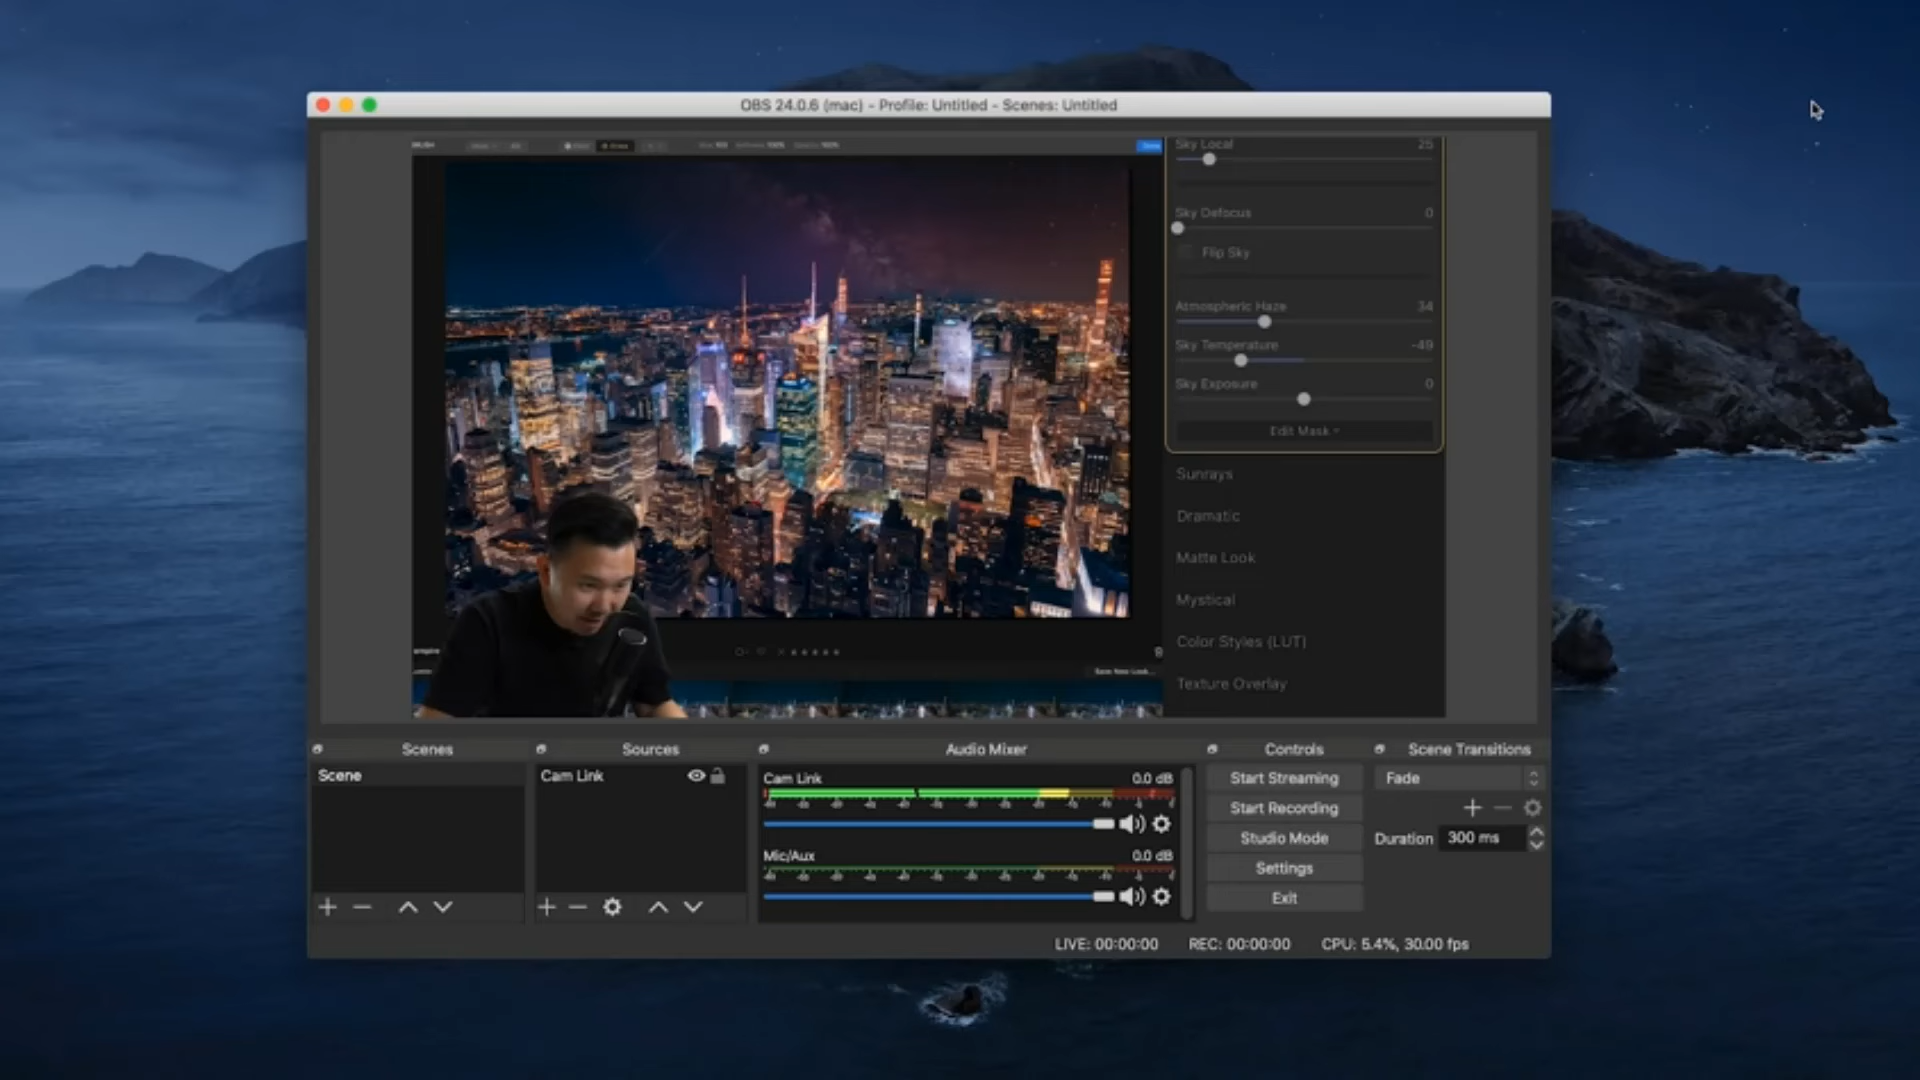 OBS 24.0.6 (mac) - Profile: Untitled - Scenes: Untitled
Sky Local 25
Sky Defocus 0
Flip Sky
Atmospheric Haze 34
Sky Temperature -49
Sky Exposure 0
Edit Mask
Sunrays
Dramatic
Matte Look
Mystical
Color Styles (LUT)
Texture Overlay
Save New Look...
Scenes
Scene
Sources
Cam Link
Audio Mixer
Cam Link 0.0 dB
Mic/Aux 0.0 dB
Controls
Start Streaming
Start Recording
Studio Mode
Settings
Exit
Scene Transitions
Fade
Duration 300 ms
LIVE: 00:00:00 REC: 00:00:00 CPU: 5.4%, 30.00 fps